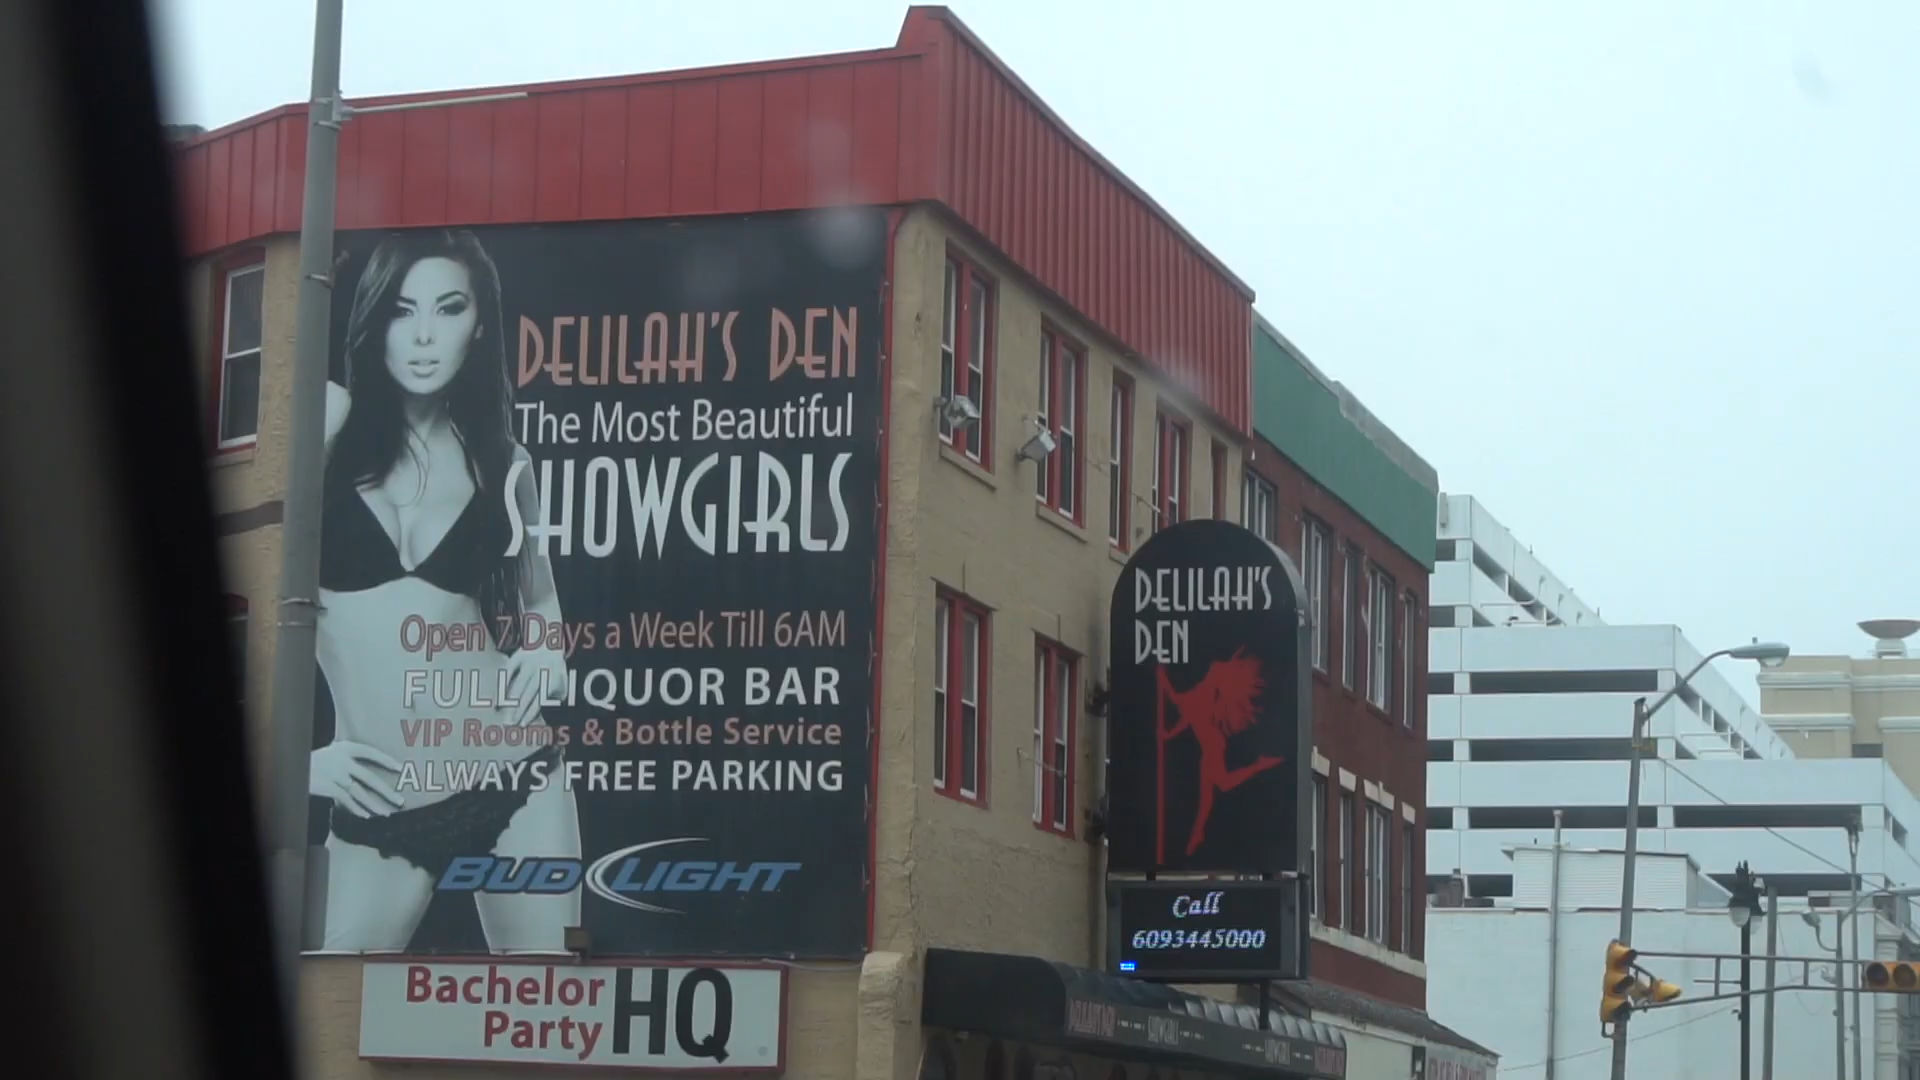 DELILAH'S DEN
The Most Beautiful
SHOWGIRLS
Open 7 Days a Week Till 6AM
FULL LIQUOR BAR
VIP Rooms & Bottle Service
ALWAYS FREE PARKING
BUD LIGHT
Bachelor
Party
HQ
DELILAH'S
DEN
Call
6093445000
SHOWGIRLS